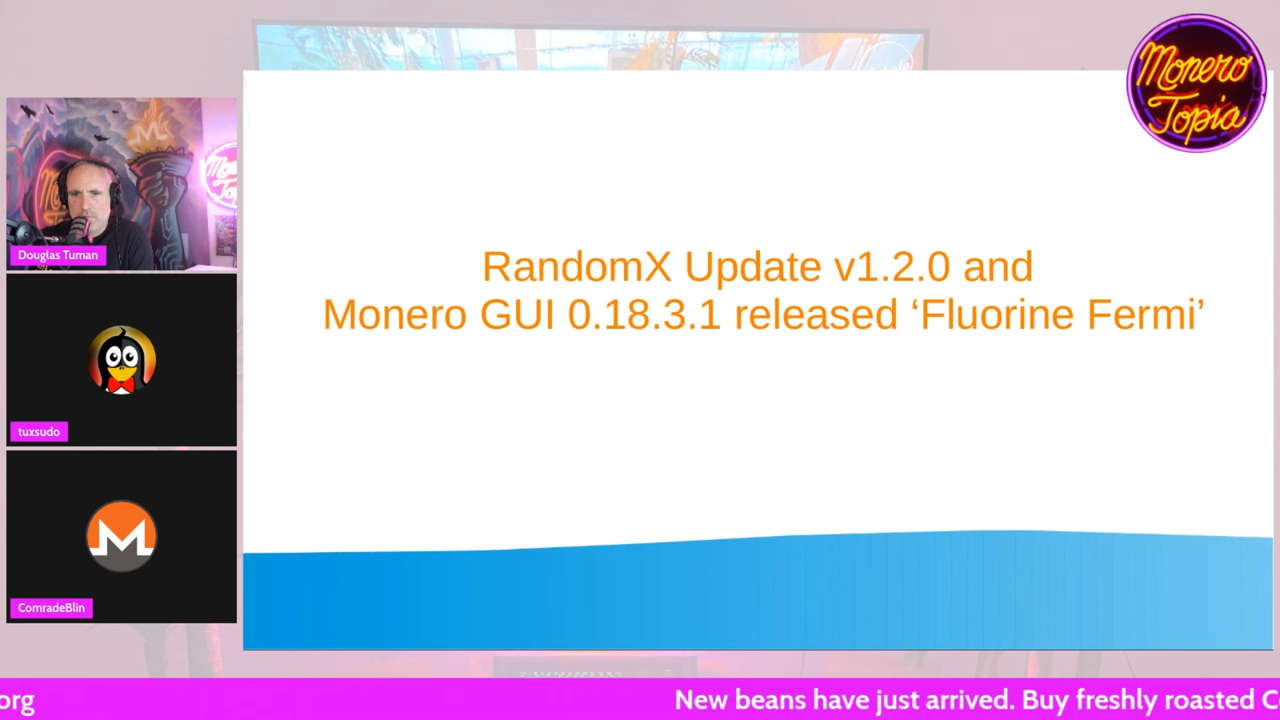 Monero
Topia
Douglas Tuman
tuxsudo
ComradeBlin
RandomX Update v1.2.0 and
Monero GUI 0.18.3.1 released ‘Fluorine Fermi’
org
New beans have just arrived. Buy freshly roasted